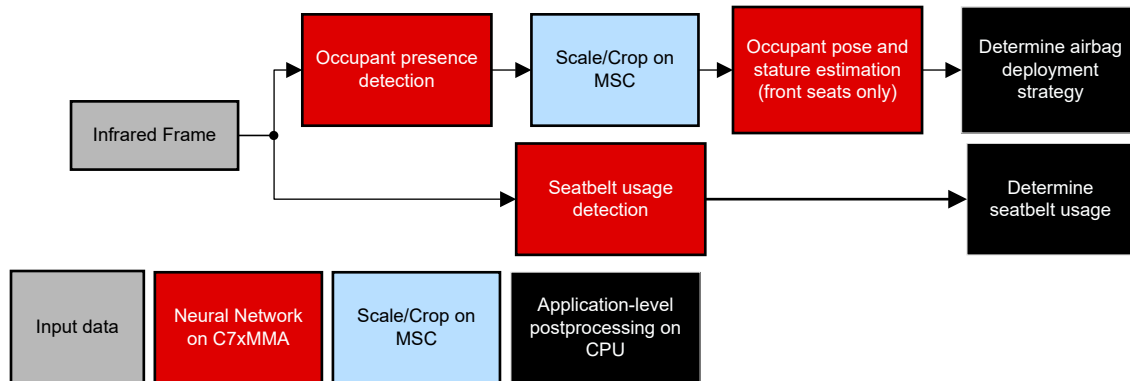 Infrared Frame
Occupant presence
detection
Scale/Crop on
MSC
Occupant pose and
stature estimation
(front seats only)
Determine airbag
deployment
strategy
Seatbelt usage
detection
Determine
seatbelt usage
Input data
Neural Network
on C7xMMA
Scale/Crop on
MSC
Application-level
postprocessing on
CPU